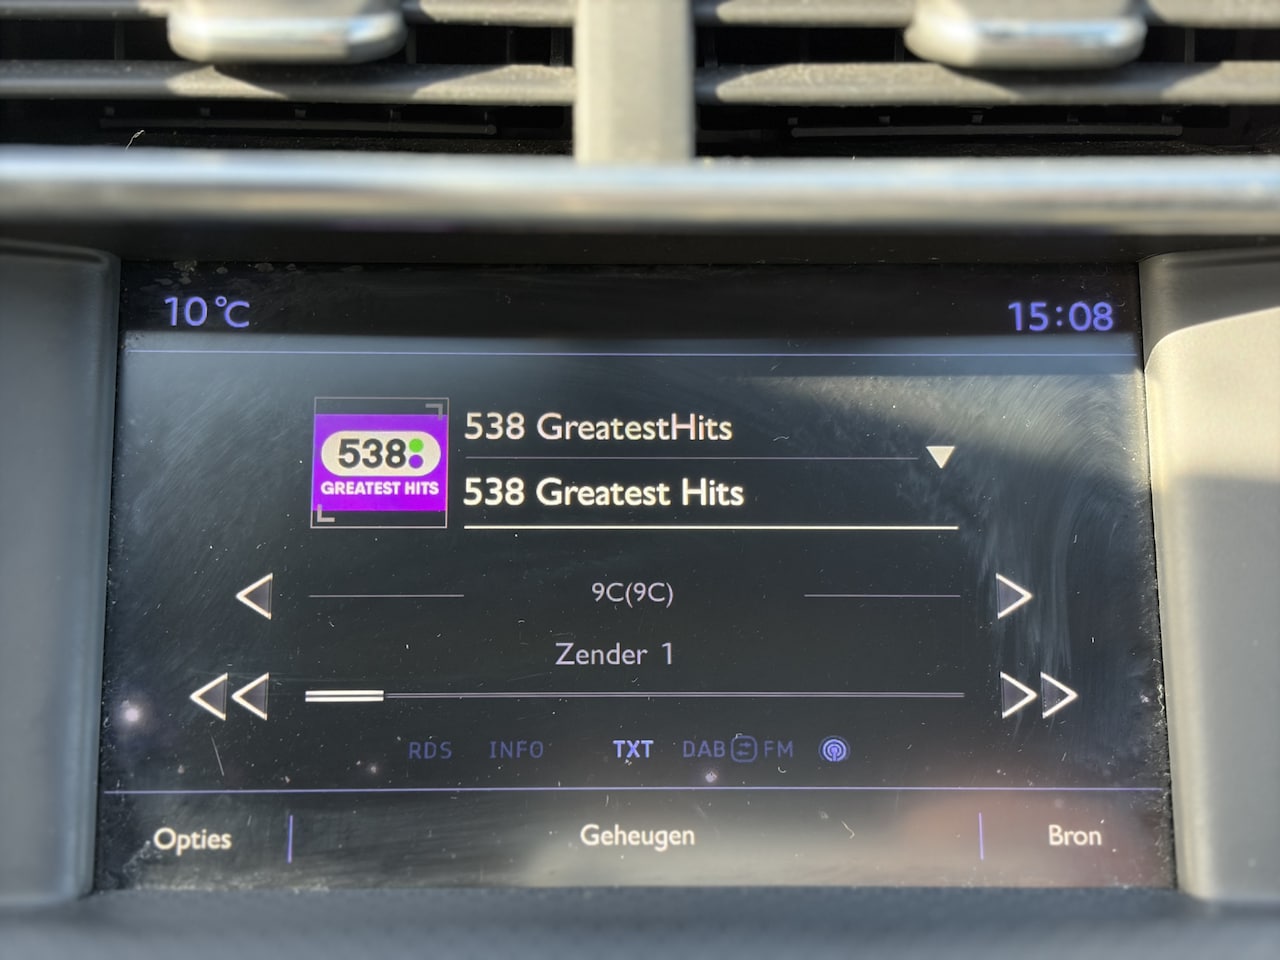 10°C
15:08
538
GREATEST HITS
538 GreatestHits
538 Greatest Hits
9C(9C)
Zender 1
RDS INFO TXT DAB FM
Opties Geheugen Bron